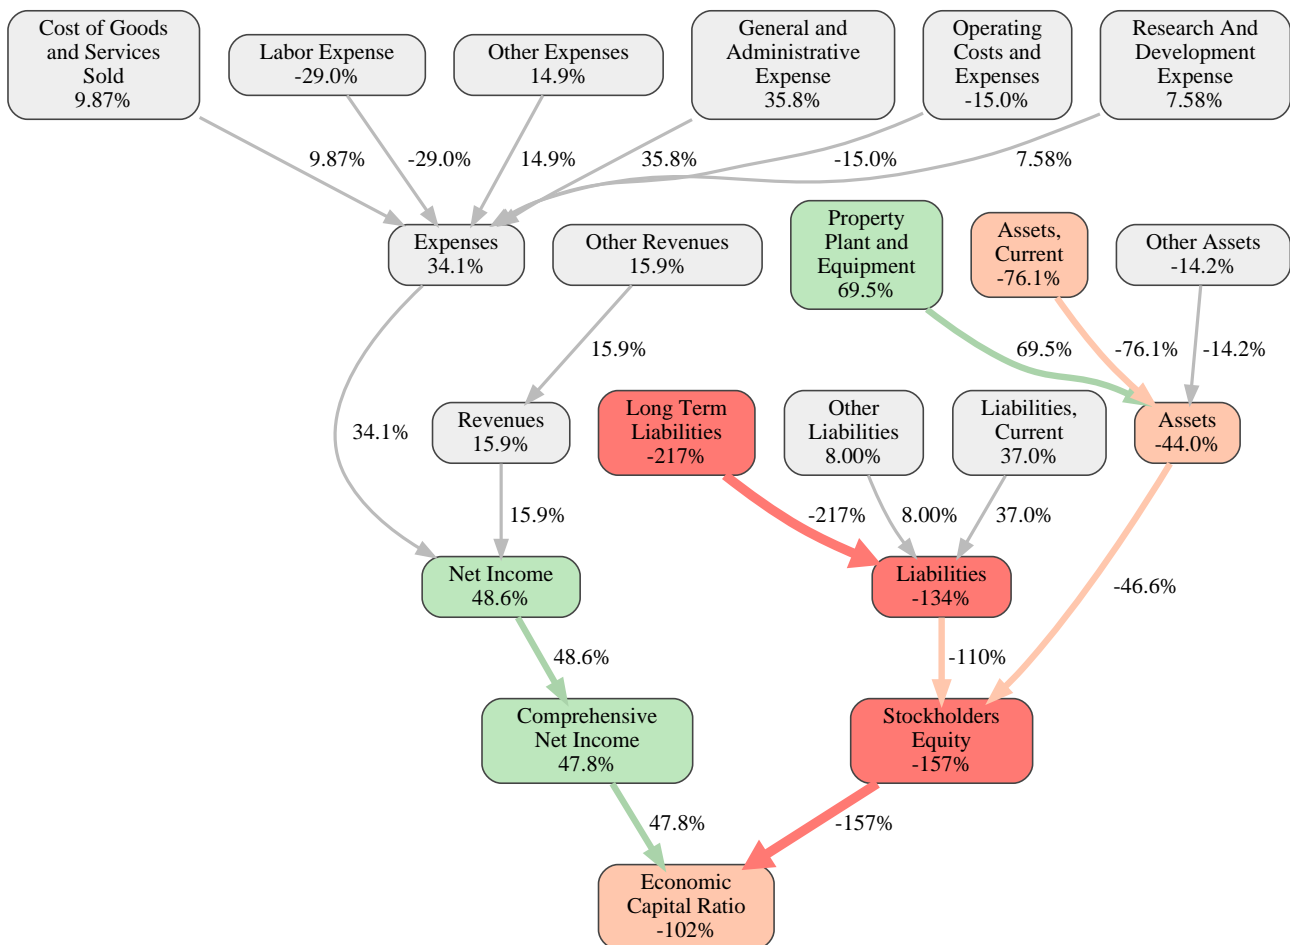 Cost of Goods
and Services
Sold
9.87%
Labor Expense
-29.0%
Other Expenses
14.9%
General and
Administrative
Expense
35.8%
Operating
Costs and
Expenses
-15.0%
Research And
Development
Expense
7.58%
9.87%
-29.0%
14.9%
35.8%
-15.0%
7.58%
Expenses
34.1%
Other Revenues
15.9%
Property
Plant and
Equipment
69.5%
Assets,
Current
-76.1%
Other Assets
-14.2%
15.9%
69.5%
-76.1%
-14.2%
34.1%
Revenues
15.9%
Long Term
Liabilities
-217%
Other
Liabilities
8.00%
Liabilities,
Current
37.0%
Assets
-44.0%
15.9%
-217%
8.00%
37.0%
Net Income
48.6%
Liabilities
-134%
-46.6%
48.6%
-110%
Comprehensive
Net Income
47.8%
Stockholders
Equity
-157%
47.8%
-157%
Economic
Capital Ratio
-102%